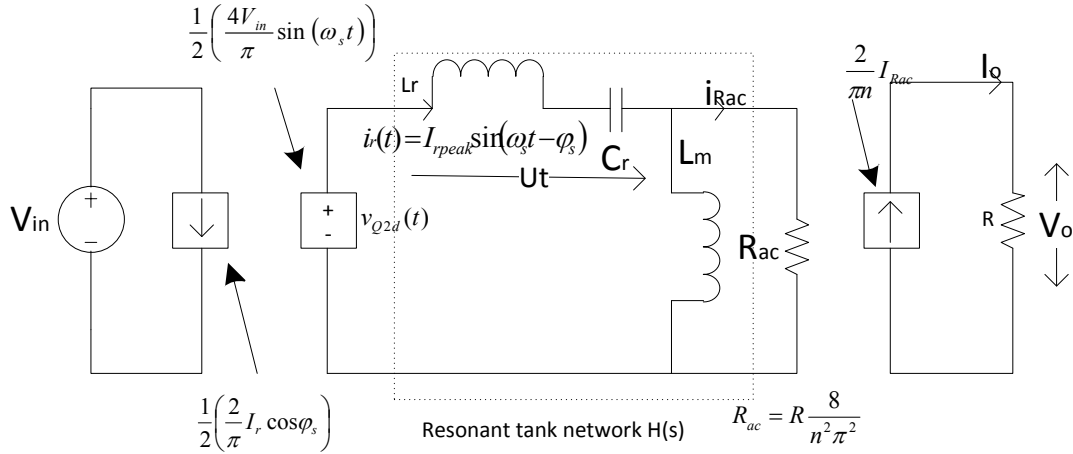 ½(4V_in/π sin (ω_s t))
Lr
i_r(t)=I_rpeak sin(ω_s t−φ_s)
Ut
Cr
iRac
Lm
2/πn I_Rac
Io
Vin
+
−
+
-
v_Q2d(t)
Rac
R
Vo
½(2/π I_r cosφ_s)
Resonant tank network H(s)
R_ac = R 8/n²π²